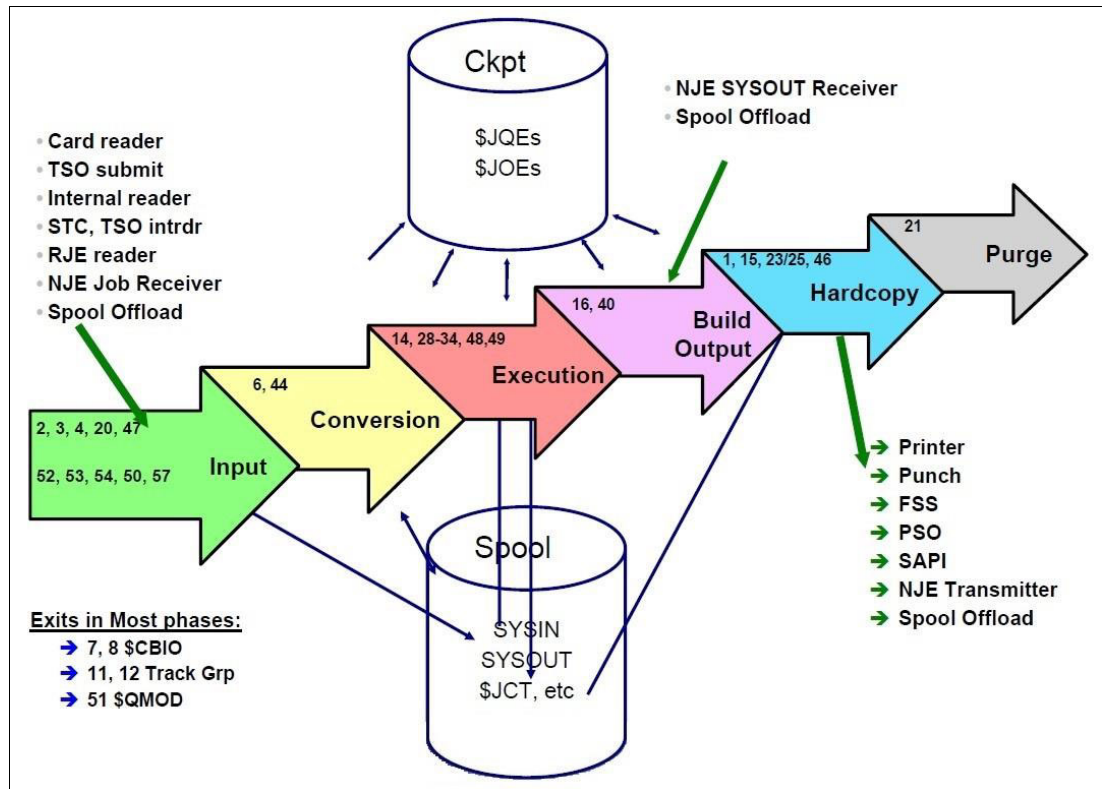 Ckpt
$JQEs
$JOEs
NJE SYSOUT Receiver
Spool Offload
Card reader
TSO submit
Internal reader
STC, TSO intrdr
RJE reader
NJE Job Receiver
Spool Offload
2, 3, 4, 20, 47
52, 53, 54, 50, 57
Input
6, 44
Conversion
14, 28-34, 48,49
Execution
16, 40
Build
Output
1, 15, 23/25, 46
Hardcopy
21
Purge
Printer
Punch
FSS
PSO
SAPI
NJE Transmitter
Spool Offload
Spool
SYSIN
SYSOUT
$JCT, etc
Exits in Most phases:
7, 8 $CBIO
11, 12 Track Grp
51 $QMOD